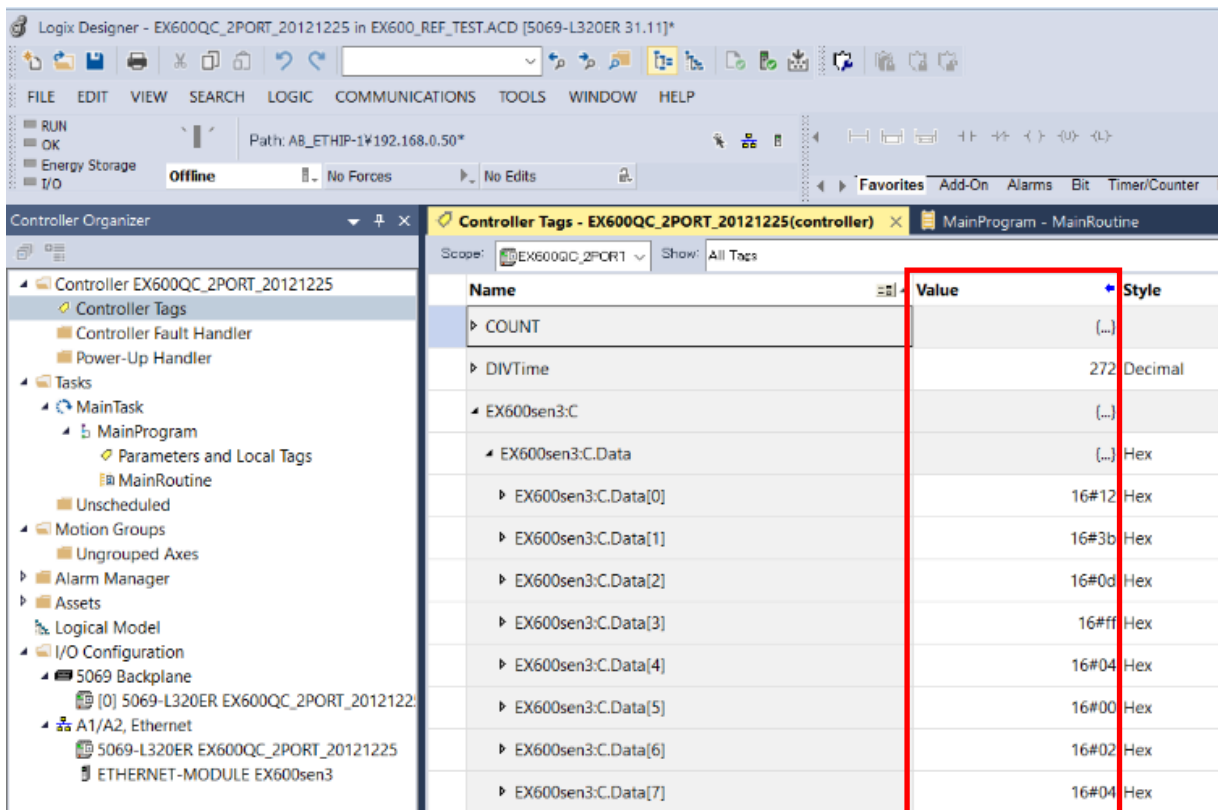 Logix Designer - EX600QC_2PORT_20121225 in EX600_REF_TEST.ACD [5069-L320ER 31.11]*
FILE EDIT VIEW SEARCH LOGIC COMMUNICATIONS TOOLS WINDOW HELP
RUN
OK
Energy Storage
I/O
Path: AB_ETHIP-1¥192.168.0.50*
Offline No Forces No Edits
Favorites Add-On Alarms Bit Timer/Counter
Controller Organizer
Controller EX600QC_2PORT_20121225
Controller Tags
Controller Fault Handler
Power-Up Handler
Tasks
MainTask
MainProgram
Parameters and Local Tags
MainRoutine
Unscheduled
Motion Groups
Ungrouped Axes
Alarm Manager
Assets
Logical Model
I/O Configuration
5069 Backplane
[0] 5069-L320ER EX600QC_2PORT_2012122
A1/A2, Ethernet
5069-L320ER EX600QC_2PORT_20121225
ETHERNET-MODULE EX600sen3
Controller Tags - EX600QC_2PORT_20121225(controller) MainProgram - MainRoutine
Scope: EX600QC_2PORT Show: All Tags
Name Value Style
COUNT {...}
DIVTime 272 Decimal
EX600sen3:C {...}
EX600sen3:C.Data {...} Hex
EX600sen3:C.Data[0] 16#12 Hex
EX600sen3:C.Data[1] 16#3b Hex
EX600sen3:C.Data[2] 16#0d Hex
EX600sen3:C.Data[3] 16#ff Hex
EX600sen3:C.Data[4] 16#04 Hex
EX600sen3:C.Data[5] 16#00 Hex
EX600sen3:C.Data[6] 16#02 Hex
EX600sen3:C.Data[7] 16#04 Hex